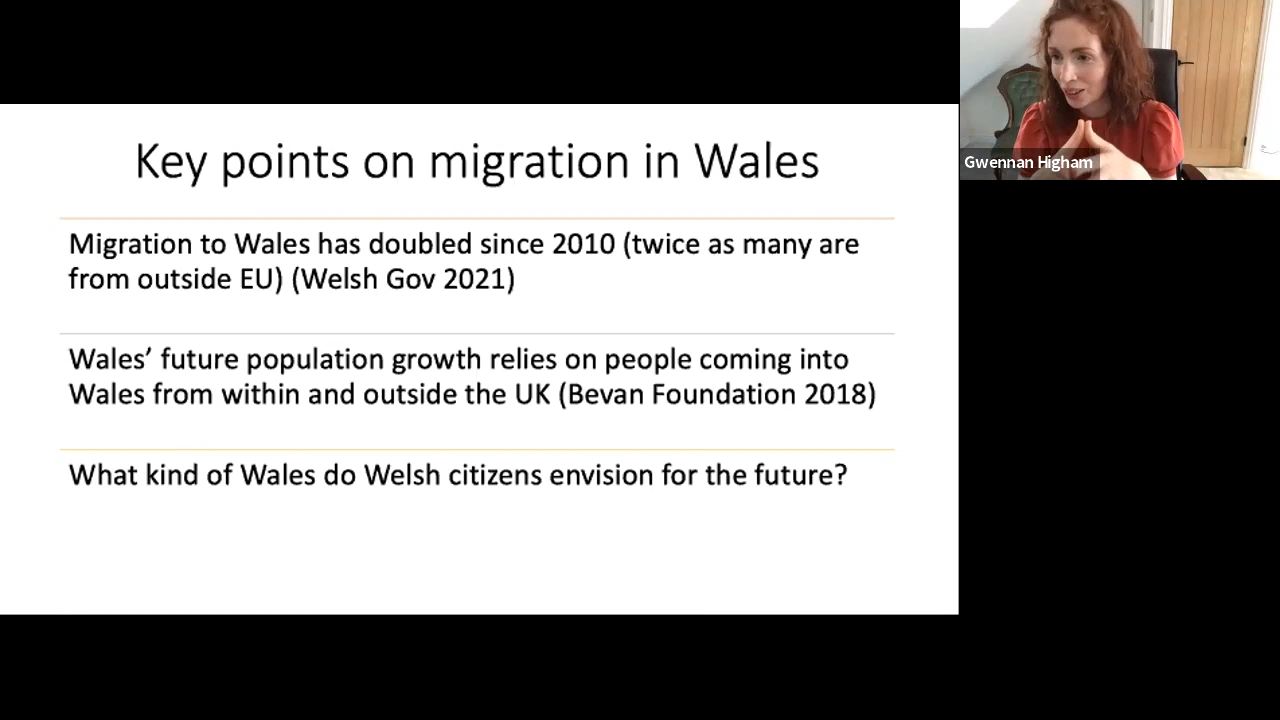 Key points on migration in Wales
Migration to Wales has doubled since 2010 (twice as many are
from outside EU) (Welsh Gov 2021)
Wales’ future population growth relies on people coming into
Wales from within and outside the UK (Bevan Foundation 2018)
What kind of Wales do Welsh citizens envision for the future?
Gwennan Higham